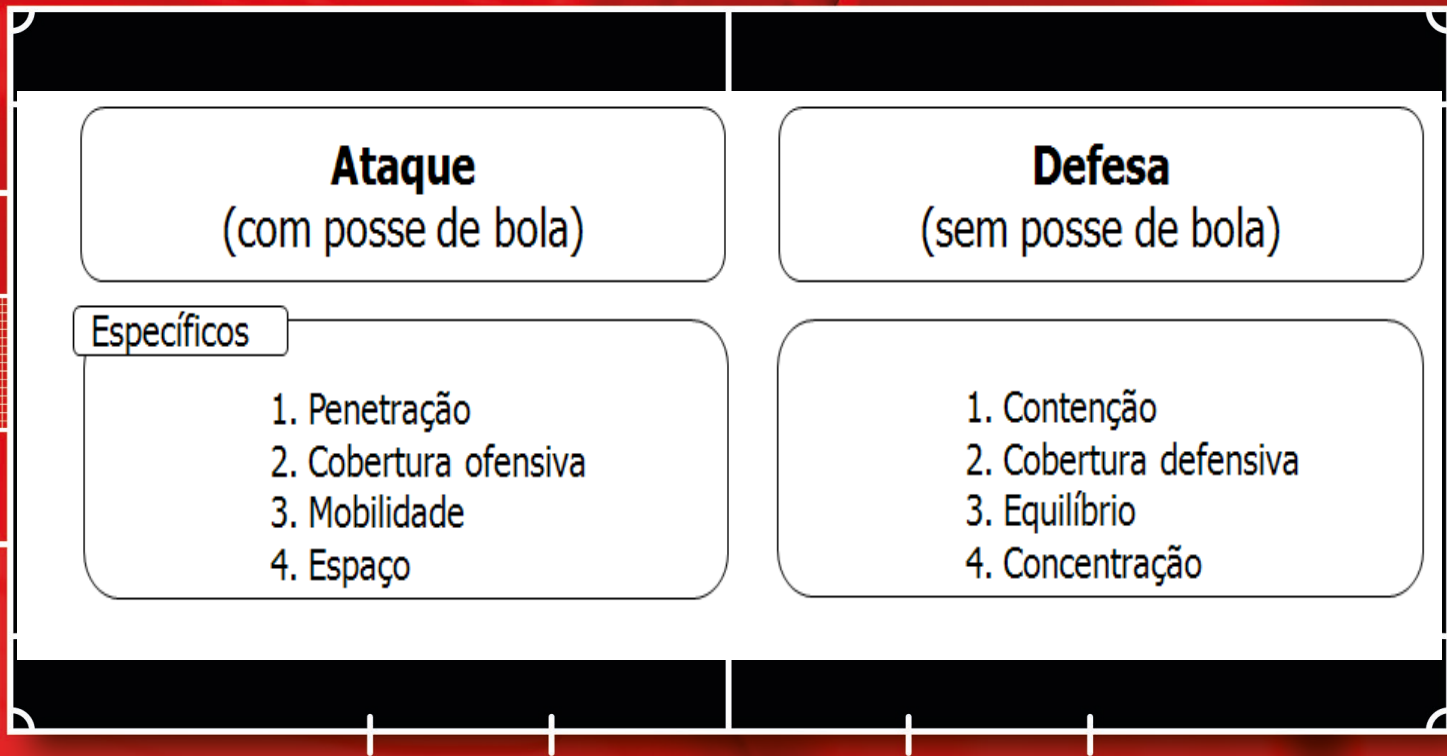 Ataque
(com posse de bola)
Defesa
(sem posse de bola)
Específicos
1. Penetração
2. Cobertura ofensiva
3. Mobilidade
4. Espaço
1. Contenção
2. Cobertura defensiva
3. Equilíbrio
4. Concentração